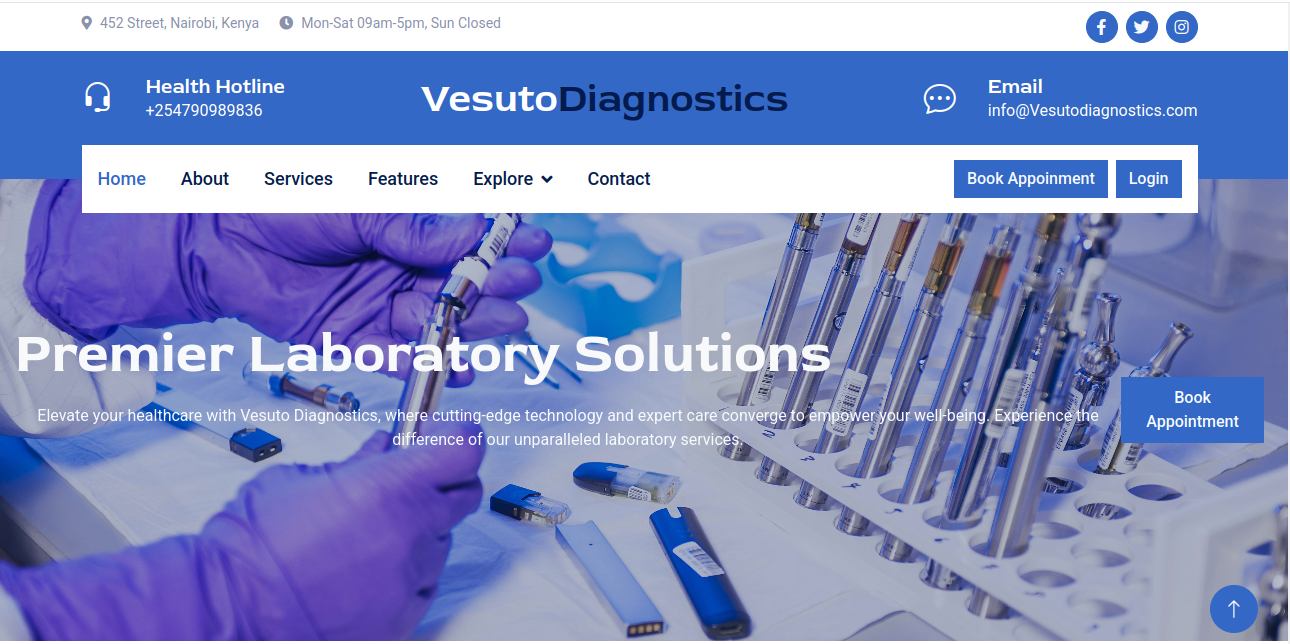 452 Street, Nairobi, Kenya Mon-Sat 09am-5pm, Sun Closed
Health Hotline
+254790989836
VesutoDiagnostics
Email
info@Vesutodiagnostics.com
Home About Services Features Explore Contact Book Appoinment Login
Premier Laboratory Solutions
Elevate your healthcare with Vesuto Diagnostics, where cutting-edge technology and expert care converge to empower your well-being. Experience the
difference of our unparalleled laboratory services.
Book
Appointment